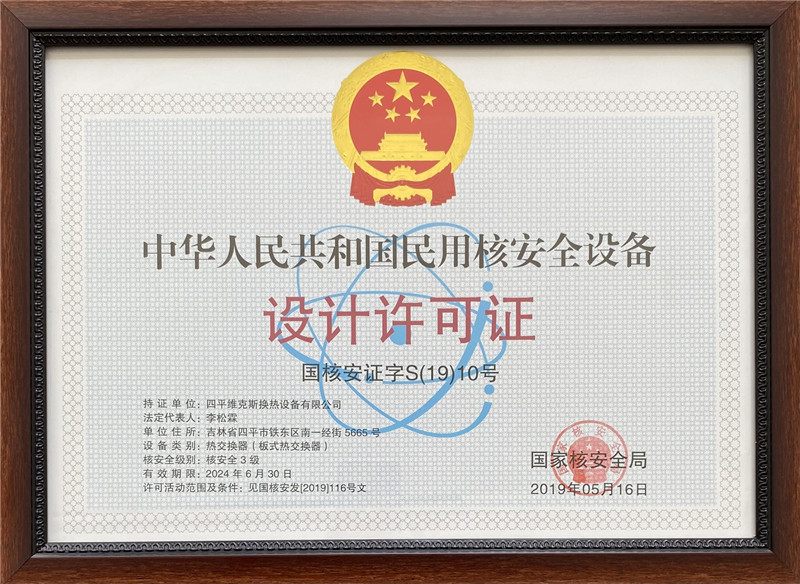 中华人民共和国民用核安全设备
设计许可证
国核安证字S(19)10号
持 证 单 位：四平维克斯换热设备有限公司
法定代表人：李松霖
单 位 住 所：吉林省四平市铁东区南一经街 5665 号
设 备 类 别：热交换器（板式热交换器）
核安全级别：核安全 3 级
有 效 期 限：2024 年 6 月 30 日
许可活动范围及条件：见国核安发[2019]116号文
国家核安全局
2019年05月16日